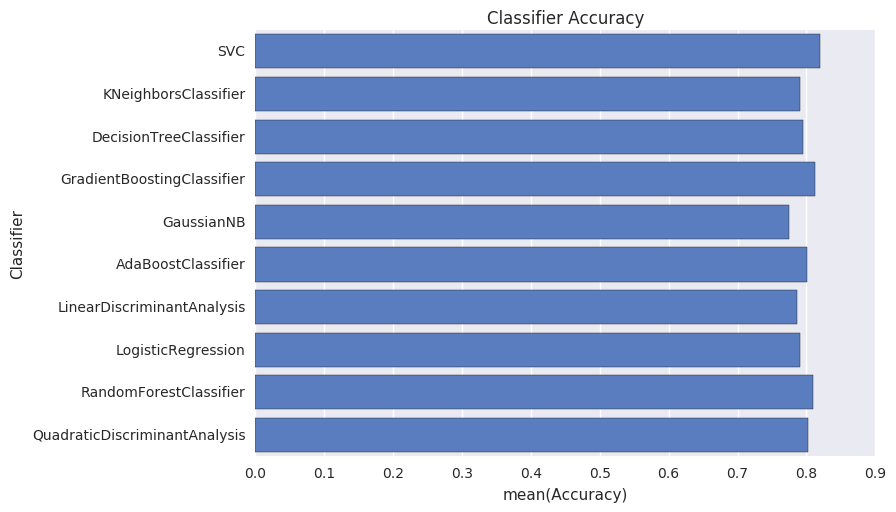 Classifier Accuracy
SVC
KNeighborsClassifier
DecisionTreeClassifier
GradientBoostingClassifier
GaussianNB
AdaBoostClassifier
LinearDiscriminantAnalysis
LogisticRegression
RandomForestClassifier
QuadraticDiscriminantAnalysis
Classifier
0.0 0.1 0.2 0.3 0.4 0.5 0.6 0.7 0.8 0.9
mean(Accuracy)